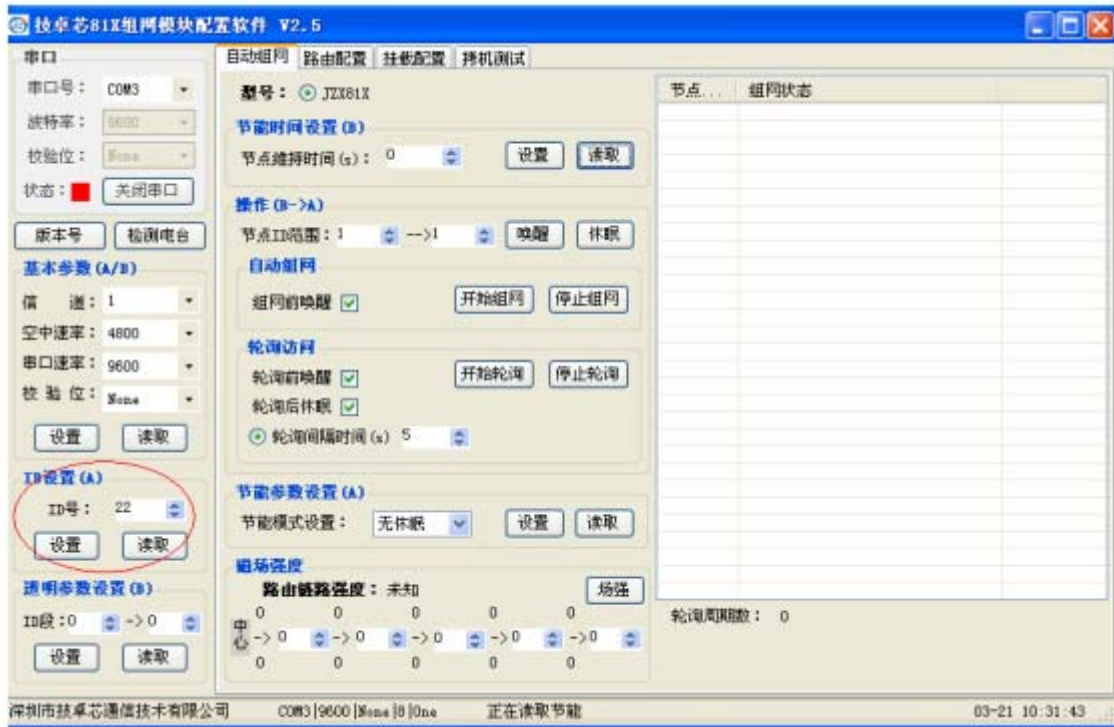 技卓芯81X组网模块配置软件 V2.5
串口
串口号： COM3
波特率： 9600
校验位： None
状态： 关闭串口
版本号 检测电台
基本参数(A/B)
信 道： 1
空中速率： 4800
串口速率： 9600
校 验 位： None
设置 读取
ID设置(A)
ID号： 22
设置 读取
透明参数设置(B)
ID段：0 -> 0
设置 读取
自动组网 路由配置 挂载配置 拷机测试
型号： JZX81X
节能时间设置(B)
节点维持时间(s)： 0 设置 读取
操作(B->A)
节点ID范围：1 -->1 唤醒 休眠
自动组网
组网前唤醒 开始组网 停止组网
轮询访问
轮询前唤醒 开始轮询 停止轮询
轮询后休眠
轮询间隔时间(s) 5
节能参数设置(A)
节能模式设置： 无休眠 设置 读取
磁场强度
路由链路强度：未知 场强
0 0 0 0 0
中心 -> 0 -> 0 -> 0 -> 0 -> 0
0 0 0 0 0
节点... 组网状态
轮询周期数： 0
深圳市技卓芯通信技术有限公司 COM3|9600|None|8|One 正在读取节能 03-21 10:31:43